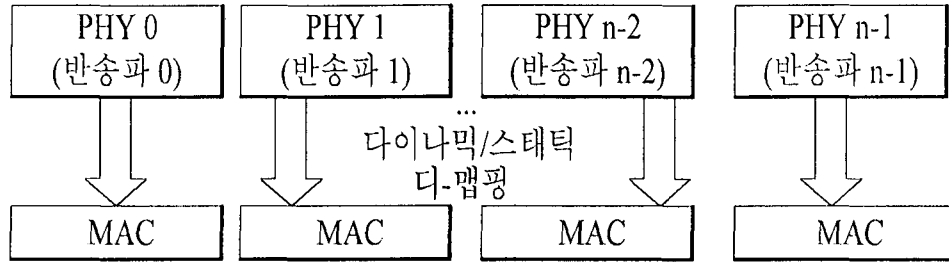 PHY 0
(반송파 0)
PHY 1
(반송파 1)
PHY n-2
(반송파 n-2)
PHY n-1
(반송파 n-1)
...
다이나믹/스태틱
디-맵핑
MAC
MAC
MAC
MAC